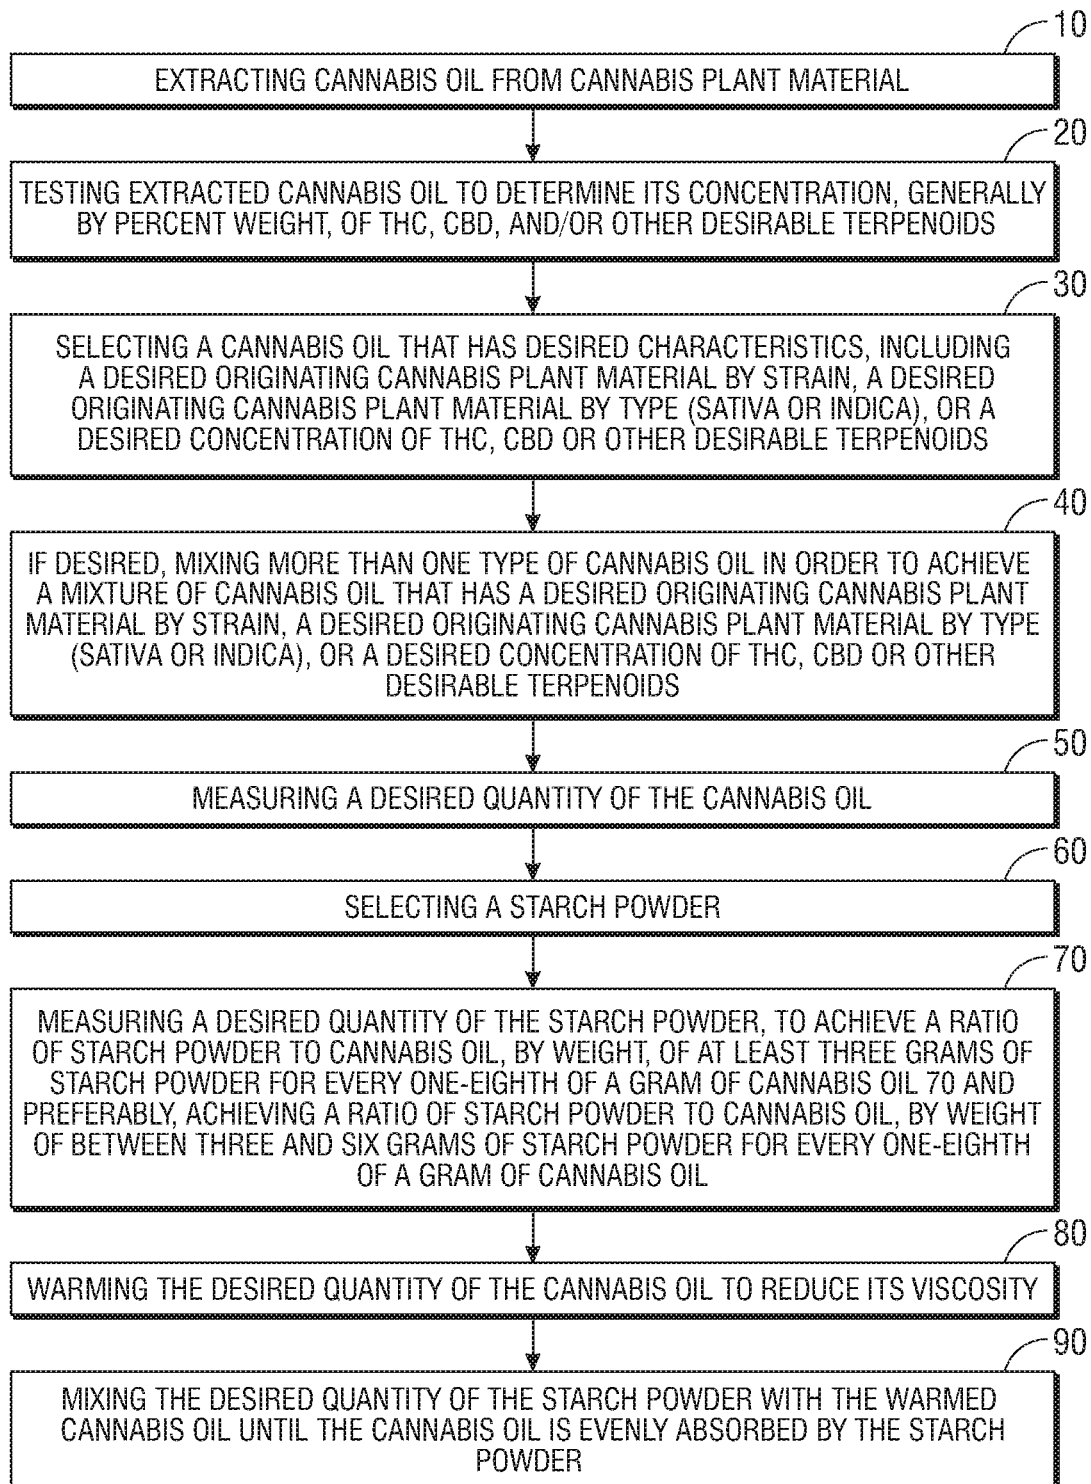 10
EXTRACTING CANNABIS OIL FROM CANNABIS PLANT MATERIAL
20
TESTING EXTRACTED CANNABIS OIL TO DETERMINE ITS CONCENTRATION, GENERALLY
BY PERCENT WEIGHT, OF THC, CBD, AND/OR OTHER DESIRABLE TERPENOIDS
30
SELECTING A CANNABIS OIL THAT HAS DESIRED CHARACTERISTICS, INCLUDING
A DESIRED ORIGINATING CANNABIS PLANT MATERIAL BY STRAIN, A DESIRED
ORIGINATING CANNABIS PLANT MATERIAL BY TYPE (SATIVA OR INDICA), OR A
DESIRED CONCENTRATION OF THC, CBD OR OTHER DESIRABLE TERPENOIDS
40
IF DESIRED, MIXING MORE THAN ONE TYPE OF CANNABIS OIL IN ORDER TO ACHIEVE
A MIXTURE OF CANNABIS OIL THAT HAS A DESIRED ORIGINATING CANNABIS PLANT
MATERIAL BY STRAIN, A DESIRED ORIGINATING CANNABIS PLANT MATERIAL BY TYPE
(SATIVA OR INDICA), OR A DESIRED CONCENTRATION OF THC, CBD OR OTHER
DESIRABLE TERPENOIDS
50
MEASURING A DESIRED QUANTITY OF THE CANNABIS OIL
60
SELECTING A STARCH POWDER
70
MEASURING A DESIRED QUANTITY OF THE STARCH POWDER, TO ACHIEVE A RATIO
OF STARCH POWDER TO CANNABIS OIL, BY WEIGHT, OF AT LEAST THREE GRAMS OF
STARCH POWDER FOR EVERY ONE-EIGHTH OF A GRAM OF CANNABIS OIL 70 AND
PREFERABLY, ACHIEVING A RATIO OF STARCH POWDER TO CANNABIS OIL, BY WEIGHT
OF BETWEEN THREE AND SIX GRAMS OF STARCH POWDER FOR EVERY ONE-EIGHTH
OF A GRAM OF CANNABIS OIL
80
WARMING THE DESIRED QUANTITY OF THE CANNABIS OIL TO REDUCE ITS VISCOSITY
90
MIXING THE DESIRED QUANTITY OF THE STARCH POWDER WITH THE WARMED
CANNABIS OIL UNTIL THE CANNABIS OIL IS EVENLY ABSORBED BY THE STARCH
POWDER